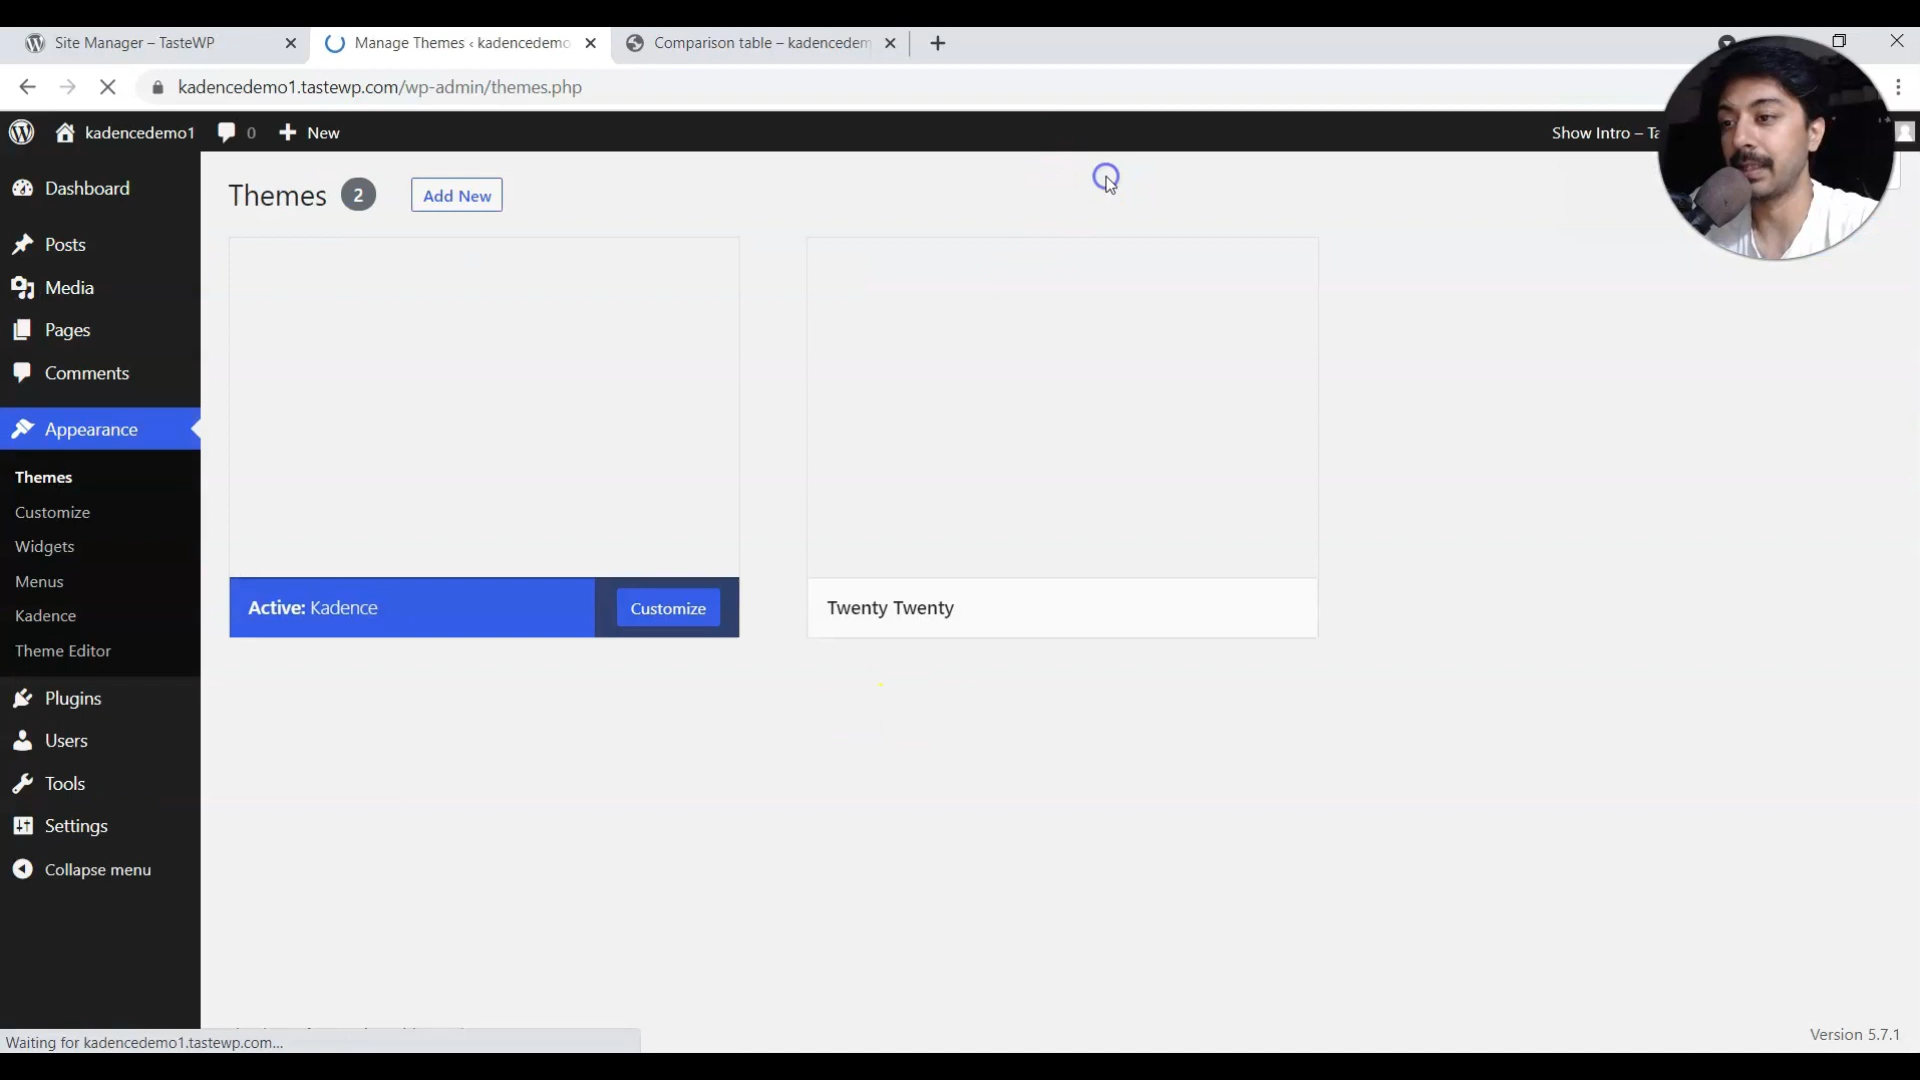 Site Manager – TasteWP
Manage Themes ‹ kadencedemo
Comparison table – kadencedem
kadencedemo1.tastewp.com/wp-admin/themes.php
kadencedemo1
0
New
Show Intro – Ta
Dashboard
Posts
Media
Pages
Comments
Appearance
Themes
Customize
Widgets
Menus
Kadence
Theme Editor
Plugins
Users
Tools
Settings
Collapse menu
Themes 2 Add New
Active: Kadence
Customize
Twenty Twenty
Waiting for kadencedemo1.tastewp.com...
Version 5.7.1